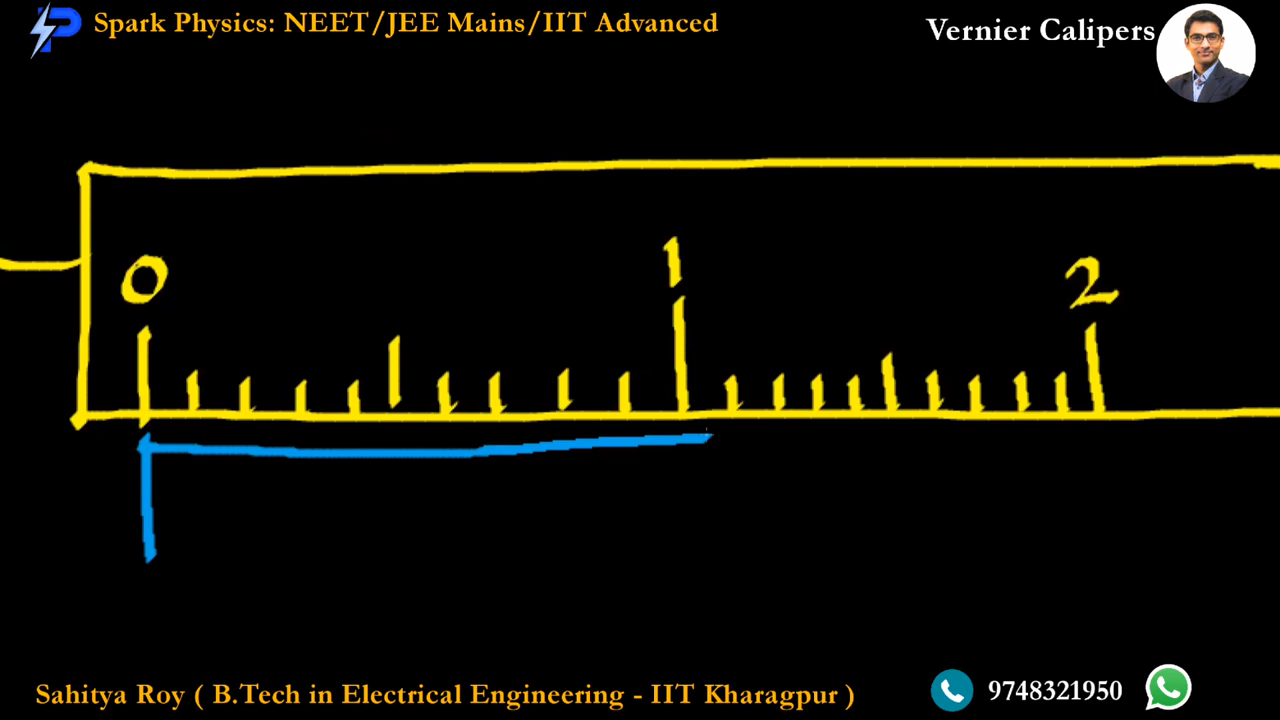 Spark Physics: NEET/JEE Mains/IIT Advanced
Vernier Calipers
0 1 2
Sahitya Roy ( B.Tech in Electrical Engineering - IIT Kharagpur )
9748321950